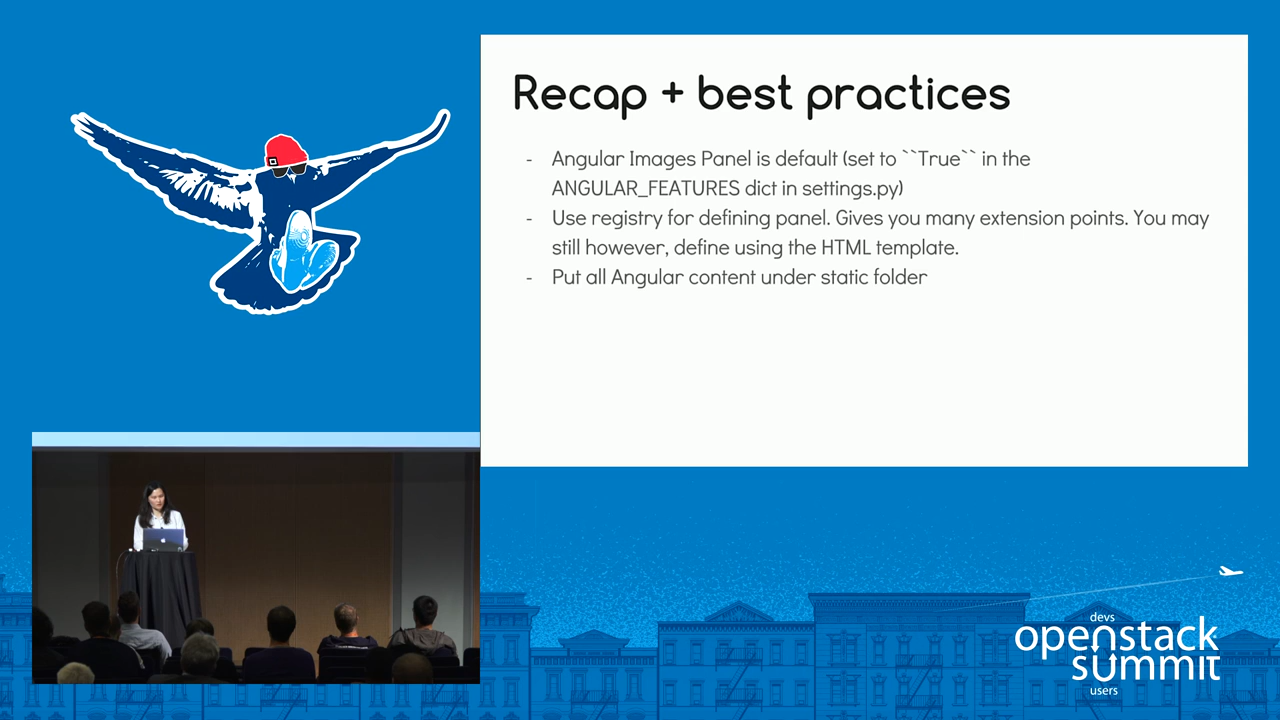 Recap + best practices
- Angular Images Panel is default (set to ``True`` in the
ANGULAR_FEATURES dict in settings.py)
- Use registry for defining panel. Gives you many extension points. You may
still however, define using the HTML template.
- Put all Angular content under static folder
devs
openstack
summit
users